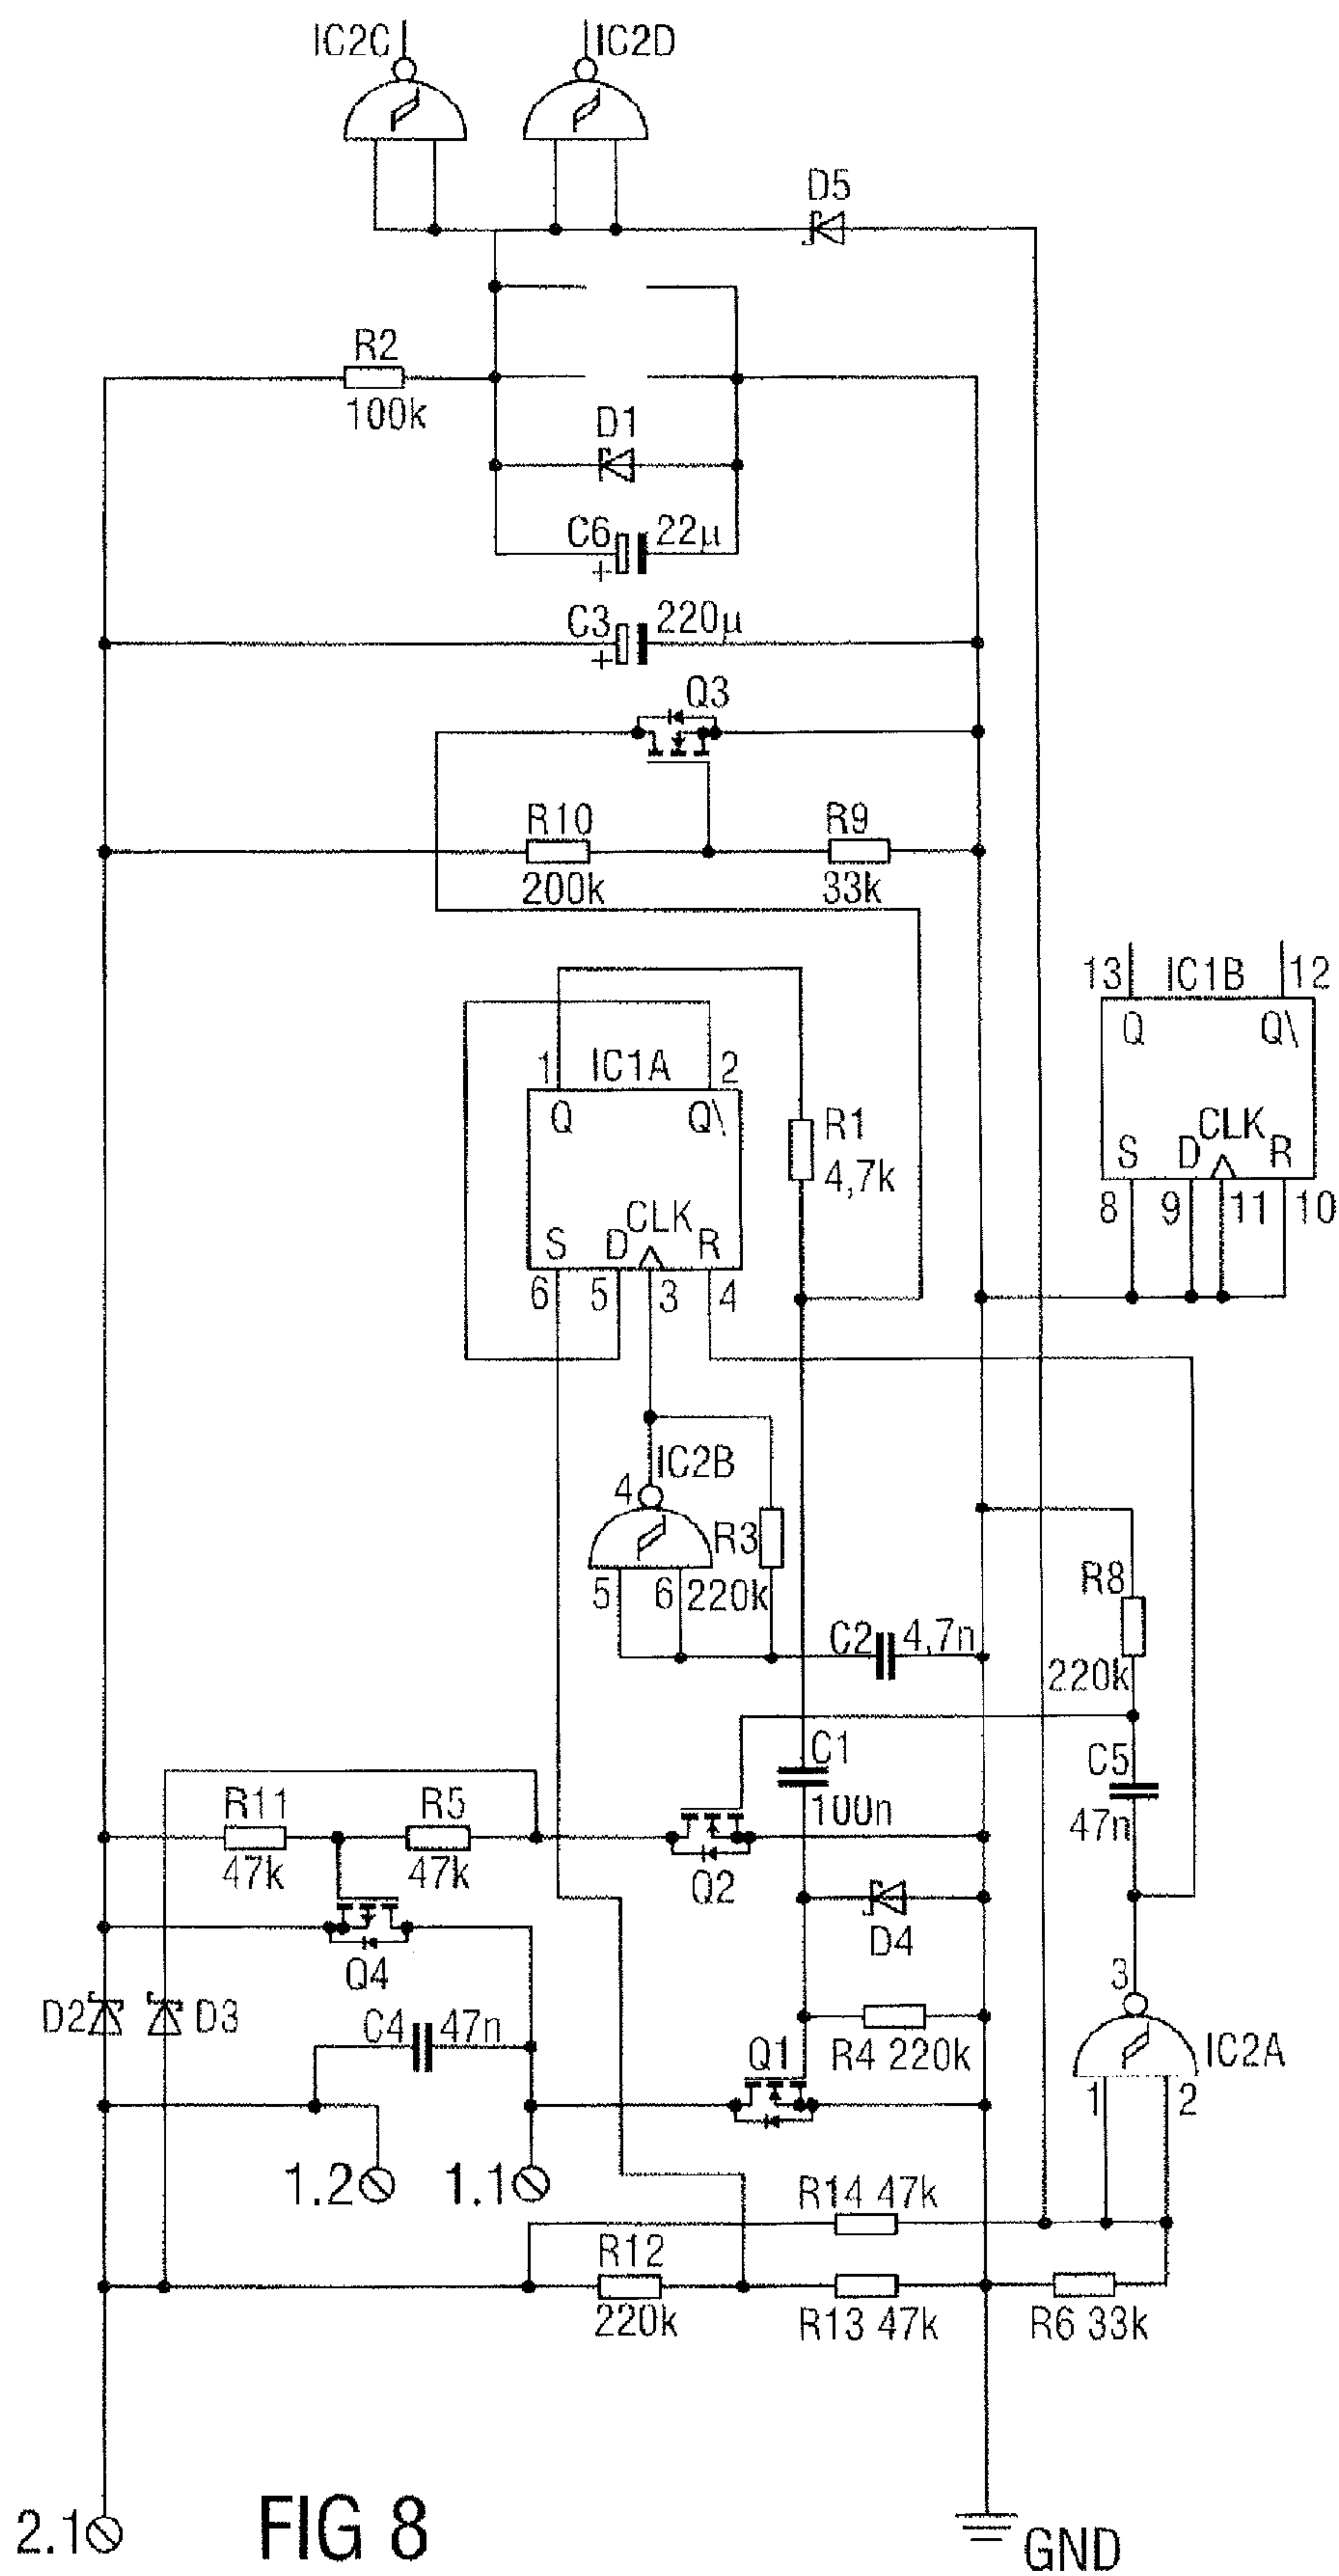 IC2C
IC2D
D5
R2
100k
D1
C6 22µ
+
C3 220µ
+
Q3
R10
200k
R9
33k
13 IC1B 12
Q Q\
CLK
S D R
8 9 11 10
1 IC1A 2
Q Q\
CLK
S D R
6 5 3 4
R1
4,7k
IC2B
4
R3
220k
5 6
C2 4,7n
R8
220k
C1
100n
C5
47n
R11
47k
R5
47k
Q2
D4
Q4
D2 D3
C4 47n
Q1
R4 220k
3
IC2A
1 2
1.2 1.1
R14 47k
R12
220k
R13 47k
R6 33k
2.1
FIG 8
GND